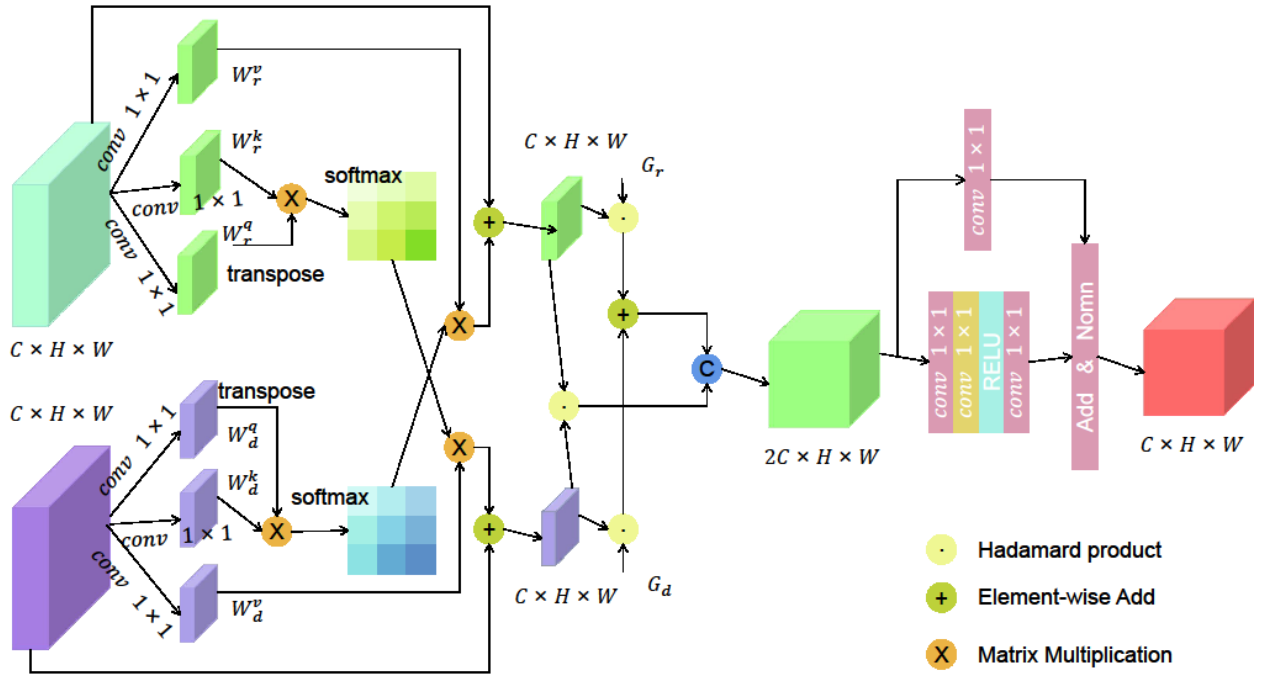 conv 1 × 1
W_r^v
C × H × W
W_r^k
conv 1 × 1
softmax
X
W_r^q
transpose
conv 1 × 1
C × H × W
+
X
C × H × W
G_r
·
+
C
·
2C × H × W
conv 1 × 1
conv 1 × 1
conv 1 × 1
RELU
conv 1 × 1
Add & Nomn
C × H × W
C × H × W
transpose
conv 1 × 1
W_d^q
W_d^k
conv 1 × 1
X
softmax
conv 1 × 1
W_d^v
X
+
·
C × H × W
G_d
· Hadamard product
+ Element-wise Add
X Matrix Multiplication